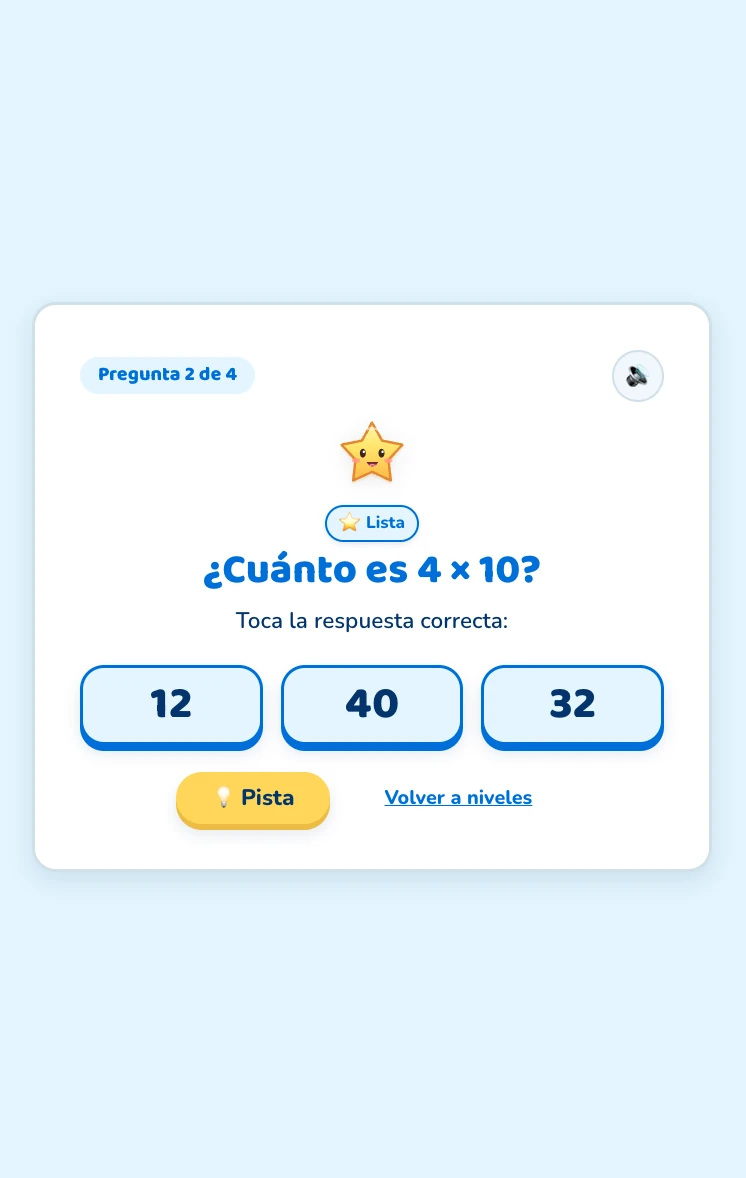 Pregunta 2 de 4
Lista
¿Cuánto es 4 × 10?
Toca la respuesta correcta:
12 40 32
Pista Volver a niveles